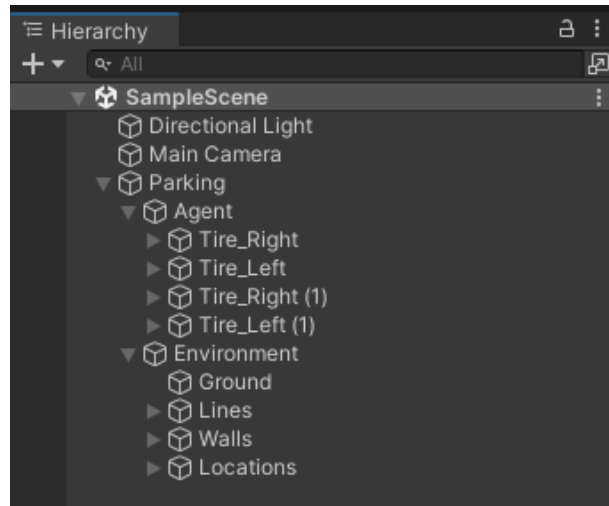 Hierarchy
All
SampleScene
Directional Light
Main Camera
Parking
Agent
Tire_Right
Tire_Left
Tire_Right (1)
Tire_Left (1)
Environment
Ground
Lines
Walls
Locations